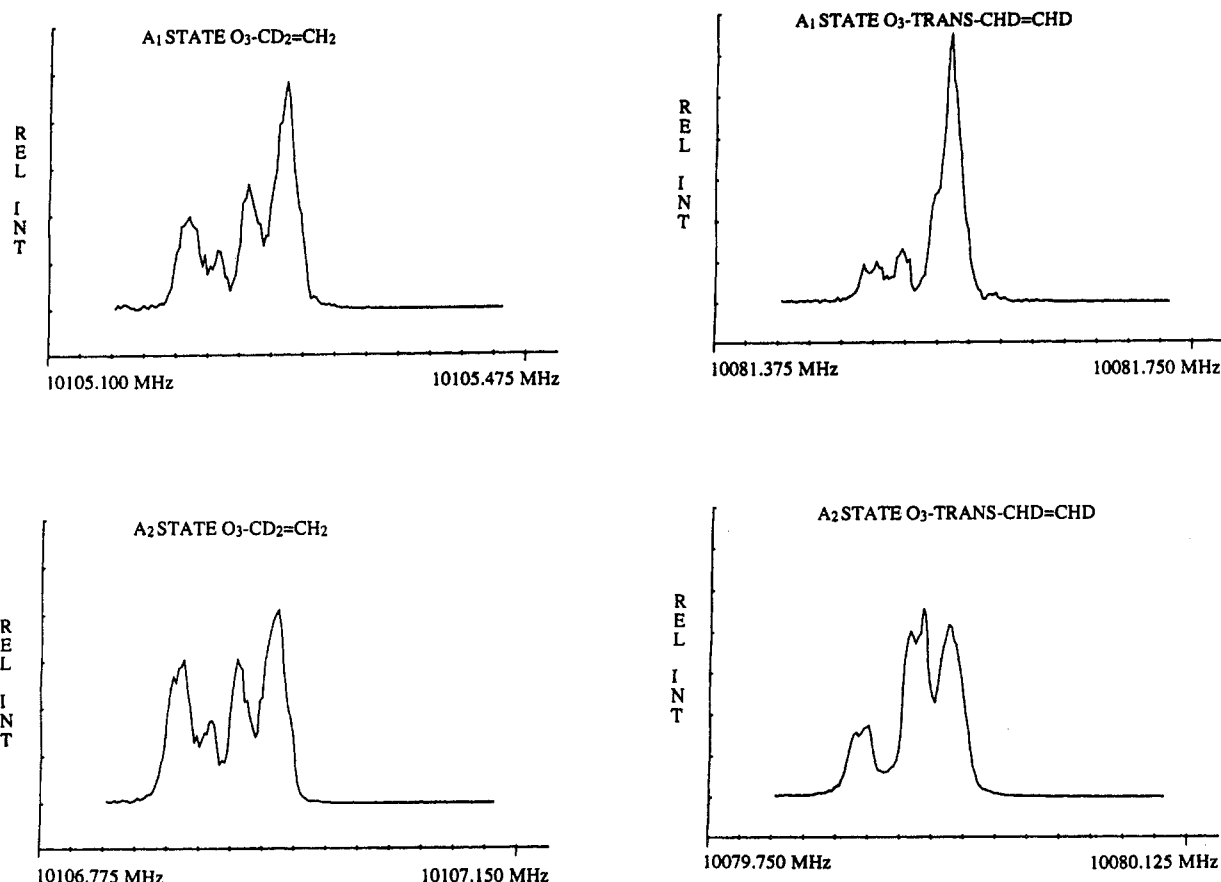 A1 STATE O3-CD2=CH2
REL INT
10105.100 MHz
10105.475 MHz
A1 STATE O3-TRANS-CHD=CHD
REL INT
10081.375 MHz
10081.750 MHz
A2 STATE O3-CD2=CH2
REL INT
10106.775 MHz
10107.150 MHz
A2 STATE O3-TRANS-CHD=CHD
REL INT
10079.750 MHz
10080.125 MHz